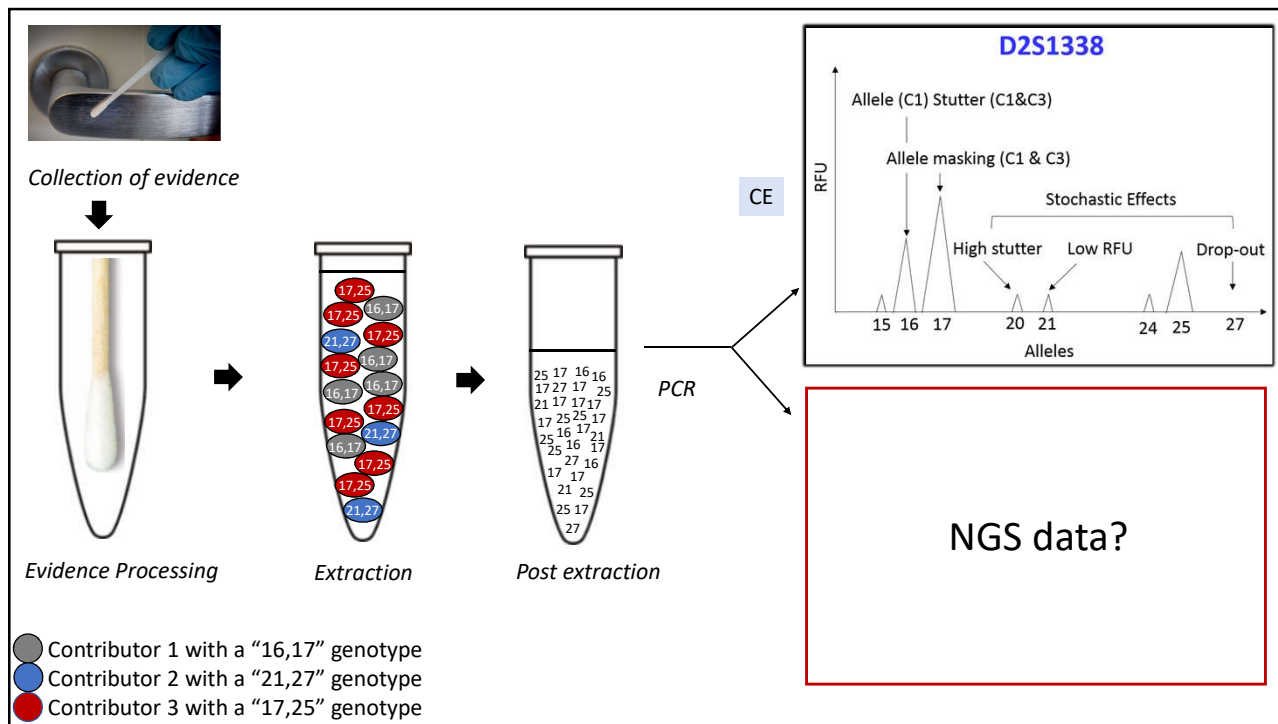 Collection of evidence
Evidence Processing
17,25
17,25
16,17
21,27
17,25
17,25
16,17
16,17
16,17
17,25
17,25
21,27
16,17
17,25
17,25
21,27
Extraction
25 17 16 16
17 27 17 25
21 17 17 17
17 25 25 17
16 17 21
25 16 17
25
27 16
17 17
21 25
25 17
27
Post extraction
PCR
CE
D2S1338
RFU
Allele (C1) Stutter (C1&C3)
Allele masking (C1 & C3)
Stochastic Effects
High stutter Low RFU Drop-out
15 16 17 20 21 24 25 27
Alleles
NGS data?
Contributor 1 with a “16,17” genotype
Contributor 2 with a “21,27” genotype
Contributor 3 with a “17,25” genotype